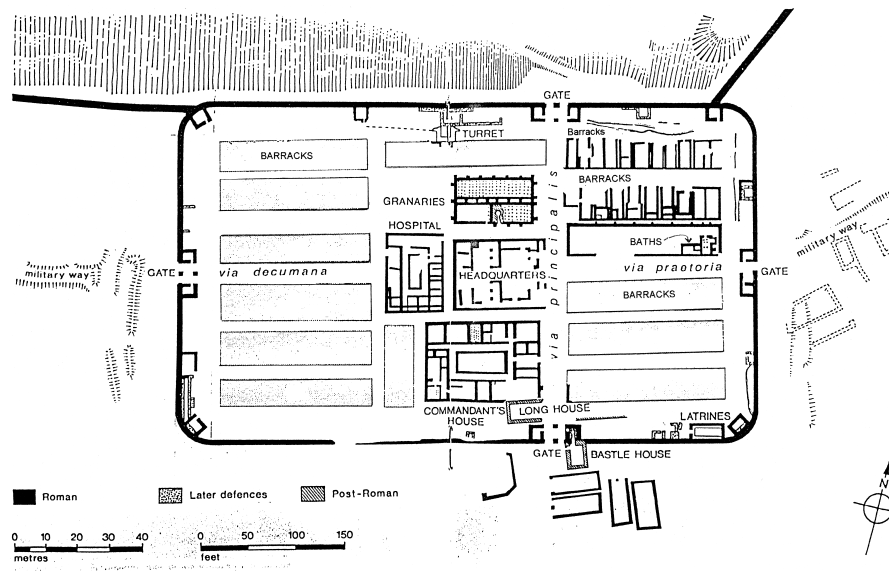 GATE
TURRET
Barracks
BARRACKS
BARRACKS
GRANARIES
HOSPITAL
BATHS
military way
military way
GATE
via decumana
HEADQUARTERS
via principalis
via praetoria
GATE
BARRACKS
COMMANDANT'S
HOUSE
LONG HOUSE
LATRINES
GATE
BASTLE HOUSE
Roman
Later defences
Post-Roman
N
0 10 20 30 40
metres
0 50 100 150
feet